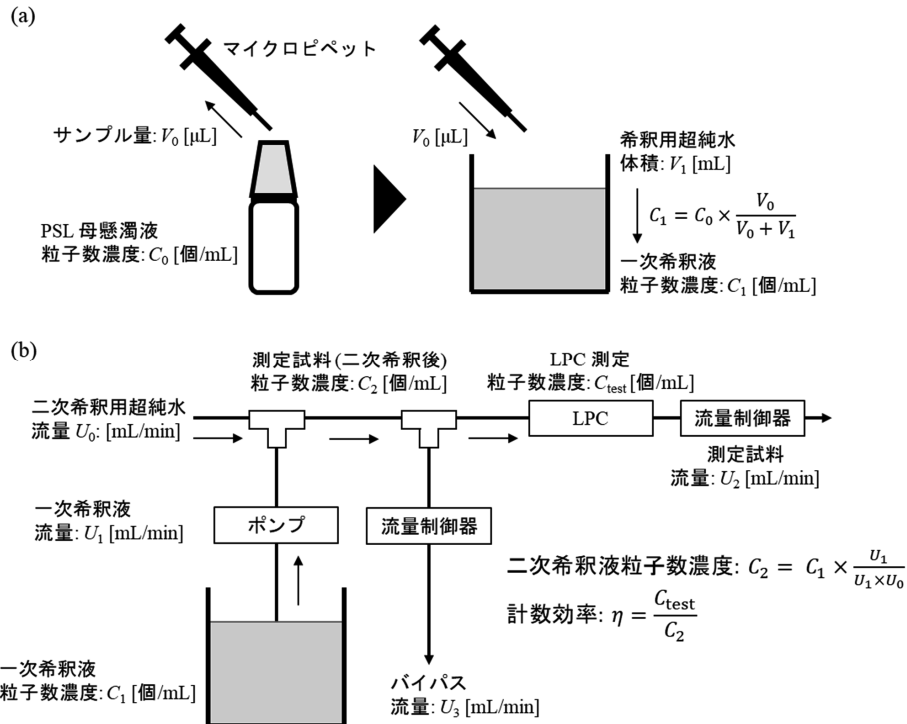 (a)
マイクロピペット
サンプル量: V₀ [μL]
PSL 母懸濁液
粒子数濃度: C₀ [個/mL]
V₀ [μL]
希釈用超純水
体積: V₁ [mL]
C₁ = C₀ × V₀ / (V₀ + V₁)
一次希釈液
粒子数濃度: C₁ [個/mL]
(b)
測定試料 (二次希釈後)
粒子数濃度: C₂ [個/mL]
LPC 測定
粒子数濃度: C_test [個/mL]
二次希釈用超純水
流量 U₀: [mL/min]
LPC
流量制御器
測定試料
流量: U₂ [mL/min]
一次希釈液
流量: U₁ [mL/min]
ポンプ
流量制御器
二次希釈液粒子数濃度: C₂ = C₁ × U₁ / (U₁×U₀)
計数効率: η = C_test / C₂
一次希釈液
粒子数濃度: C₁ [個/mL]
バイパス
流量: U₃ [mL/min]